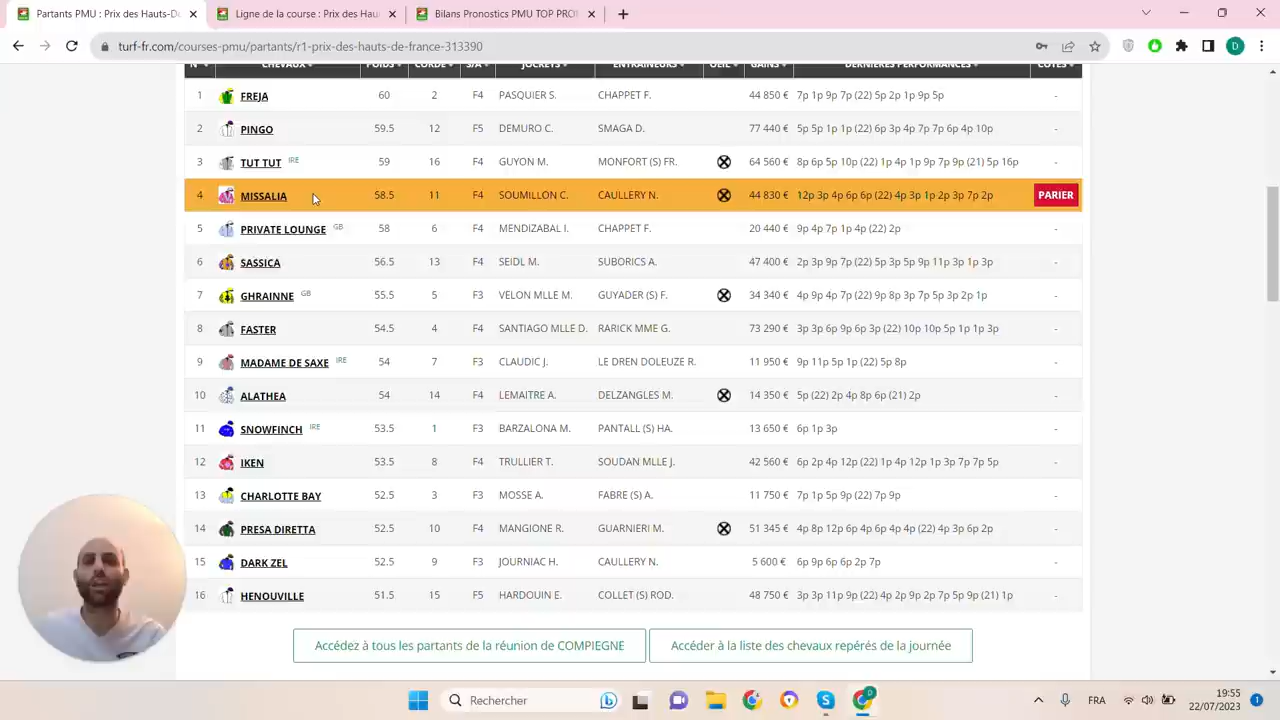 Partants PMU : Prix des Hauts-D
Ligne de la course : Prix des Hau
Bilans Pronostics PMU TOP PRO
turf-fr.com/courses-pmu/partants/r1-prix-des-hauts-de-france-313390
D
N° CHEVAUX POIDS CORDE S/A JOCKEYS ENTRAINEURS OEIL GAINS DERNIÈRES PERFORMANCES COTES
1 FREJA 60 2 F4 PASQUIER S. CHAPPET F. 44 850 € 7p 1p 9p 7p (22) 5p 2p 1p 9p 5p -
2 PINGO 59.5 12 F5 DEMURO C. SMAGA D. 77 440 € 5p 5p 1p 1p (22) 6p 3p 4p 7p 7p 6p 4p 10p -
3 TUT TUT IRE 59 16 F4 GUYON M. MONFORT (S) FR. 64 560 € 8p 6p 5p 10p (22) 1p 4p 1p 9p 7p 9p (21) 5p 16p -
4 MISSALIA 58.5 11 F4 SOUMILLON C. CAULLERY N. 44 830 € 12p 3p 4p 6p 6p (22) 4p 3p 1p 2p 3p 7p 2p PARIER
5 PRIVATE LOUNGE GB 58 6 F4 MENDIZABAL I. CHAPPET F. 20 440 € 9p 4p 7p 1p 4p (22) 2p -
6 SASSICA 56.5 13 F4 SEIDL M. SUBORICS A. 47 400 € 2p 3p 9p 7p (22) 5p 3p 5p 9p 11p 3p 1p 3p -
7 GHRAINNE GB 55.5 5 F3 VELON MLLE M. GUYADER (S) F. 34 340 € 4p 9p 4p 7p (22) 9p 8p 3p 7p 5p 3p 2p 1p -
8 FASTER 54.5 4 F4 SANTIAGO MLLE D. RARICK MME G. 73 290 € 3p 3p 6p 9p 6p 3p (22) 10p 10p 5p 1p 1p 3p -
9 MADAME DE SAXE IRE 54 7 F3 CLAUDIC J. LE DREN DOLEUZE R. 11 950 € 9p 11p 5p 1p (22) 5p 8p -
10 ALATHEA 54 14 F4 LEMAITRE A. DELZANGLES M. 14 350 € 5p (22) 2p 4p 8p 6p (21) 2p -
11 SNOWFINCH IRE 53.5 1 F3 BARZALONA M. PANTALL (S) HA. 13 650 € 6p 1p 3p -
12 IKEN 53.5 8 F4 TRULLIER T. SOUDAN MLLE J. 42 560 € 6p 2p 4p 12p (22) 1p 4p 12p 1p 3p 7p 7p 5p -
13 CHARLOTTE BAY 52.5 3 F3 MOSSE A. FABRE (S) A. 11 750 € 7p 1p 5p 9p (22) 7p 9p -
14 PRESA DIRETTA 52.5 10 F4 MANGIONE R. GUARNIERI M. 51 345 € 4p 8p 12p 6p 4p 6p 4p 4p (22) 4p 3p 6p 2p -
15 DARK ZEL 52.5 9 F3 JOURNIAC H. CAULLERY N. 5 600 € 6p 9p 6p 6p 2p 7p -
16 HENOUVILLE 51.5 15 F5 HARDOUIN E. COLLET (S) ROD. 48 750 € 3p 3p 11p 9p (22) 4p 2p 9p 2p 7p 5p 9p (21) 1p -
Accédez à tous les partants de la réunion de COMPIEGNE Accéder à la liste des chevaux repérés de la journée
Rechercher
FRA
19:55
22/07/2023